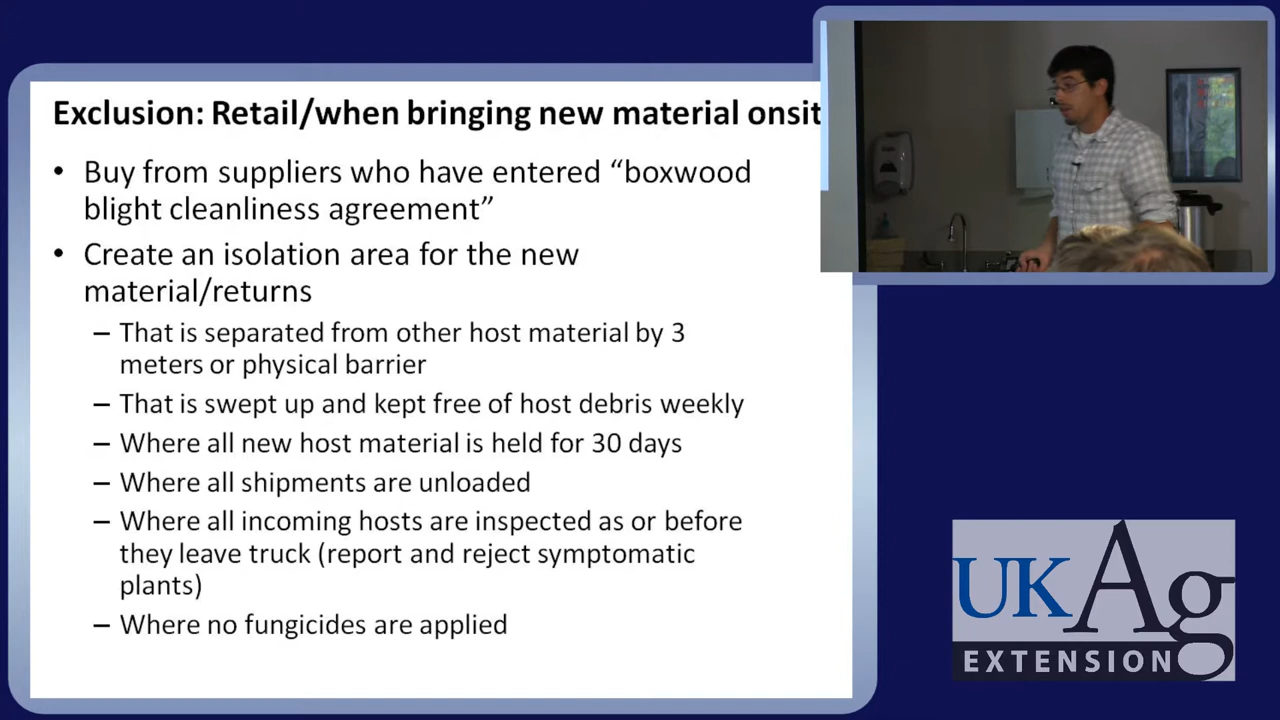 Exclusion: Retail/when bringing new material onsit
• Buy from suppliers who have entered “boxwood
blight cleanliness agreement”
• Create an isolation area for the new
material/returns
– That is separated from other host material by 3
meters or physical barrier
– That is swept up and kept free of host debris weekly
– Where all new host material is held for 30 days
– Where all shipments are unloaded
– Where all incoming hosts are inspected as or before
they leave truck (report and reject symptomatic
plants)
– Where no fungicides are applied
UKAg
EXTENSION